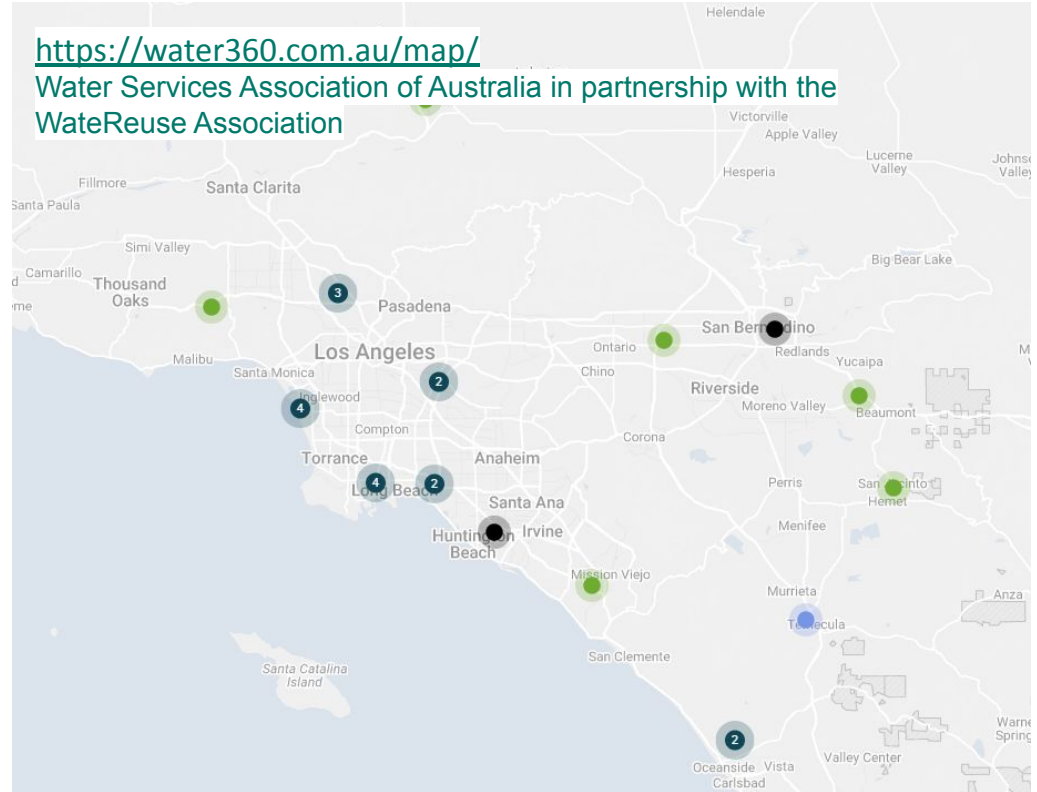 Helendale
https://water360.com.au/map/
Water Services Association of Australia in partnership with the
WateReuse Association
Victorville
Apple Valley
Lucerne
Valley
Hesperia
Fillmore
Santa Clarita
Santa Paula
Simi Valley
Big Bear Lake
Camarillo
Thousand
Oaks
3
Pasadena
San Bernardino
Ontario
Redlands
Los Angeles
Malibu
Yucaipa
Santa Monica
Chino
2
Riverside
Inglewood
4
Moreno Valley
Beaumont
Compton
Corona
Torrance
Anaheim
4
2
Long Beach
Perris
San Jacinto
Hemet
Santa Ana
Huntington
Beach
Irvine
Menifee
Mission Viejo
Murrieta
Anza
Temecula
San Clemente
Santa Catalina
Island
2
Oceanside
Vista
Carlsbad
Valley Center